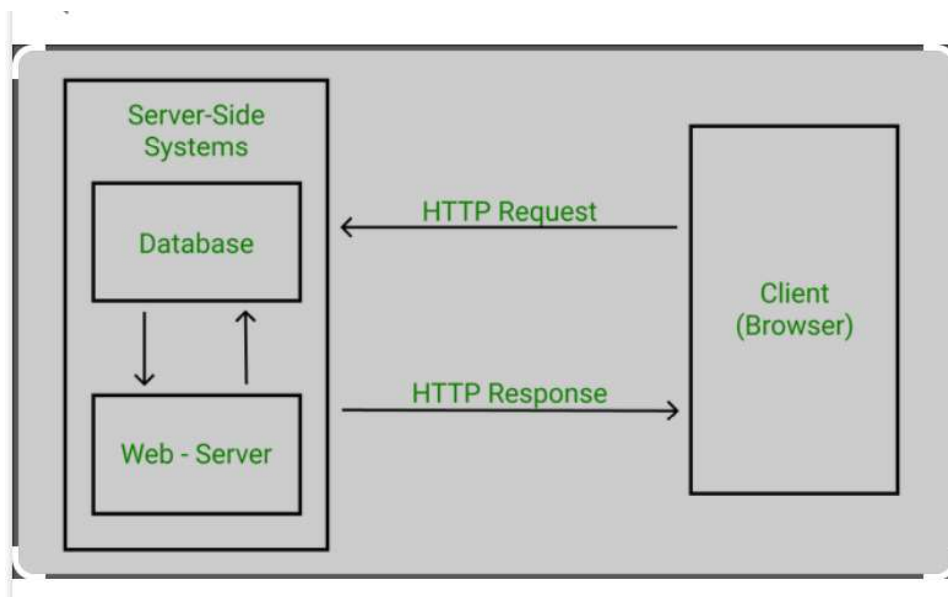 Server-Side
Systems
Database
Web - Server
HTTP Request
HTTP Response
Client
(Browser)